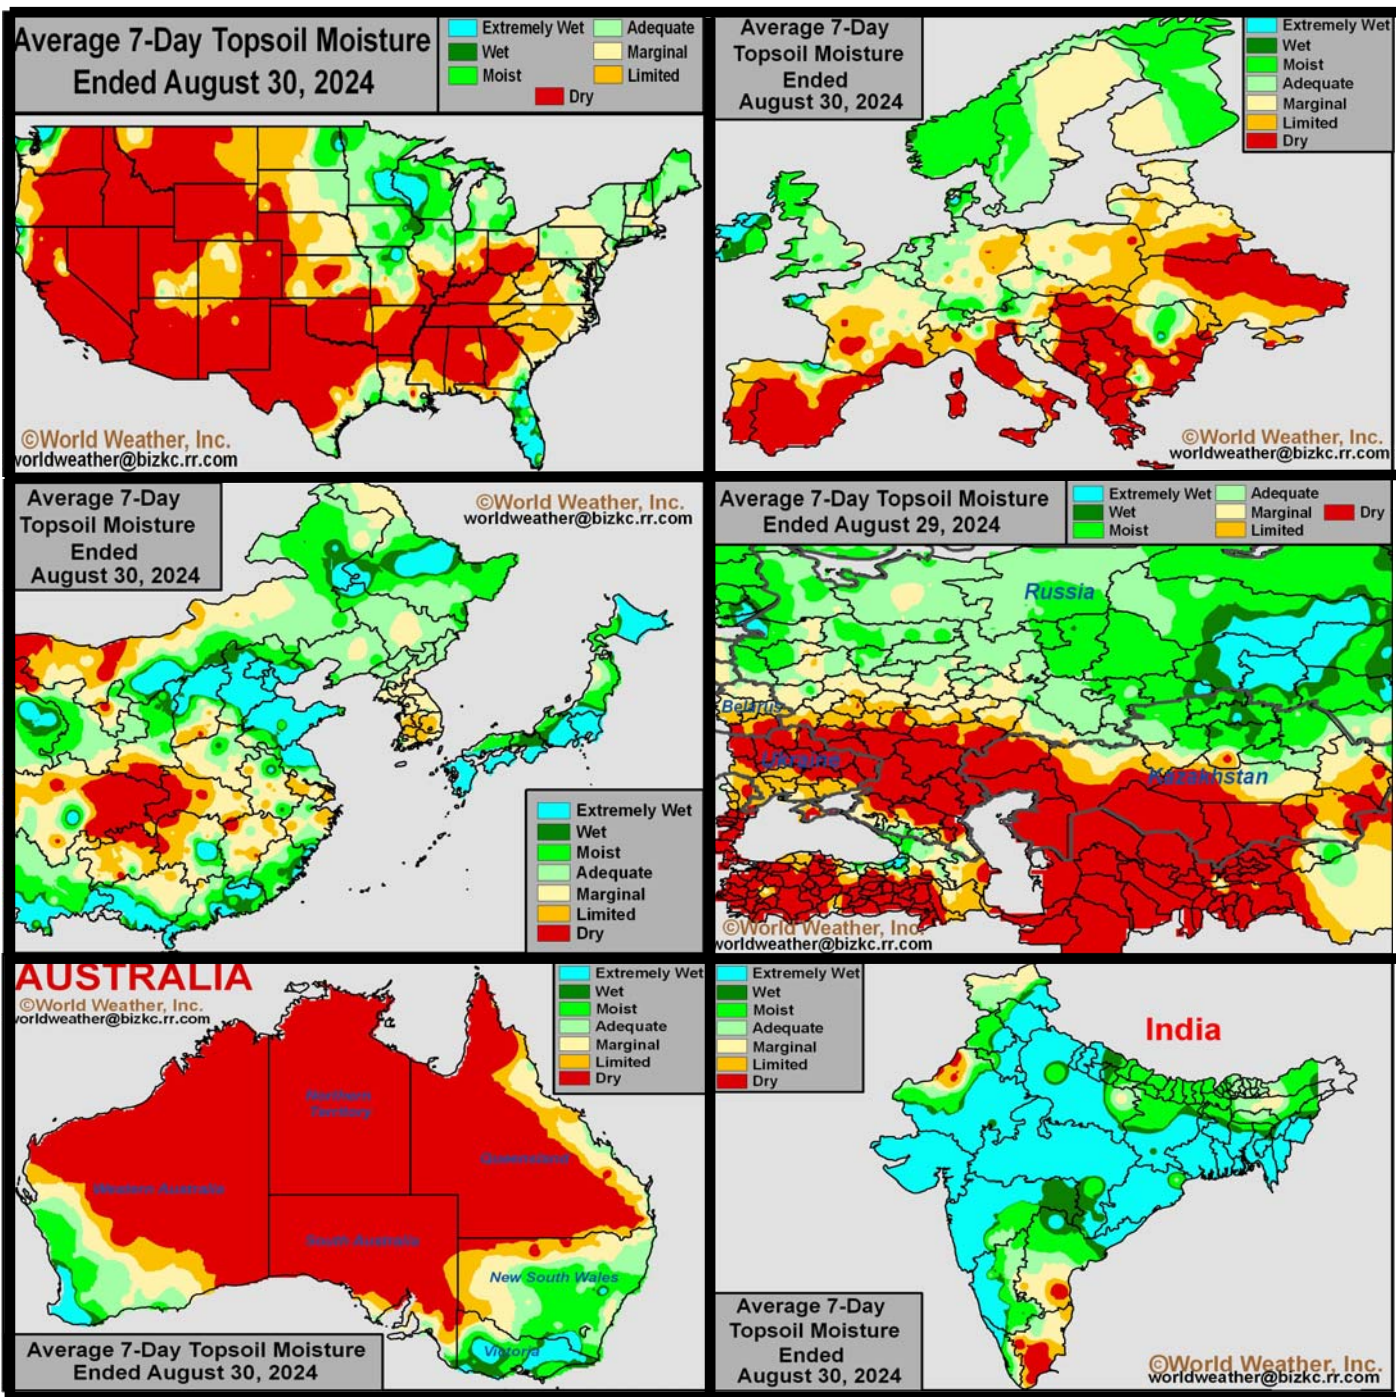 Average 7-Day Topsoil Moisture
Ended August 30, 2024
Extremely Wet
Adequate
Wet
Marginal
Moist
Limited
Dry
©World Weather, Inc.
worldweather@bizkc.rr.com
Average 7-Day
Topsoil Moisture
Ended
August 30, 2024
Extremely Wet
Wet
Moist
Adequate
Marginal
Limited
Dry
©World Weather, Inc.
worldweather@bizkc.rr.com
Average 7-Day
Topsoil Moisture
Ended
August 30, 2024
©World Weather, Inc.
worldweather@bizkc.rr.com
Extremely Wet
Wet
Moist
Adequate
Marginal
Limited
Dry
Average 7-Day Topsoil Moisture
Ended August 29, 2024
Extremely Wet
Adequate
Wet
Marginal
Dry
Moist
Limited
Russia
Belarus
Ukraine
Kazakhstan
©World Weather, Inc.
worldweather@bizkc.rr.com
AUSTRALIA
©World Weather, Inc.
worldweather@bizkc.rr.com
Extremely Wet
Wet
Moist
Adequate
Marginal
Limited
Dry
Northern
Territory
Queensland
Western Australia
South Australia
New South Wales
Victoria
Average 7-Day Topsoil Moisture
Ended August 30, 2024
Extremely Wet
Wet
Moist
Adequate
Marginal
Limited
Dry
India
Average 7-Day
Topsoil Moisture
Ended
August 30, 2024
©World Weather, Inc.
worldweather@bizkc.rr.com